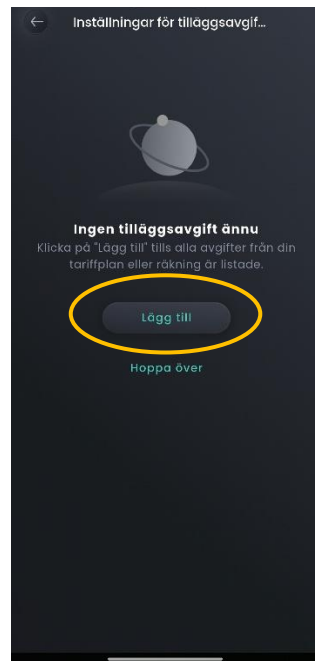 Inställningar för tilläggsavgif...
Ingen tilläggsavgift ännu
Klicka på "Lägg till" tills alla avgifter från din
tariffplan eller räkning är listade.
Lägg till
Hoppa över